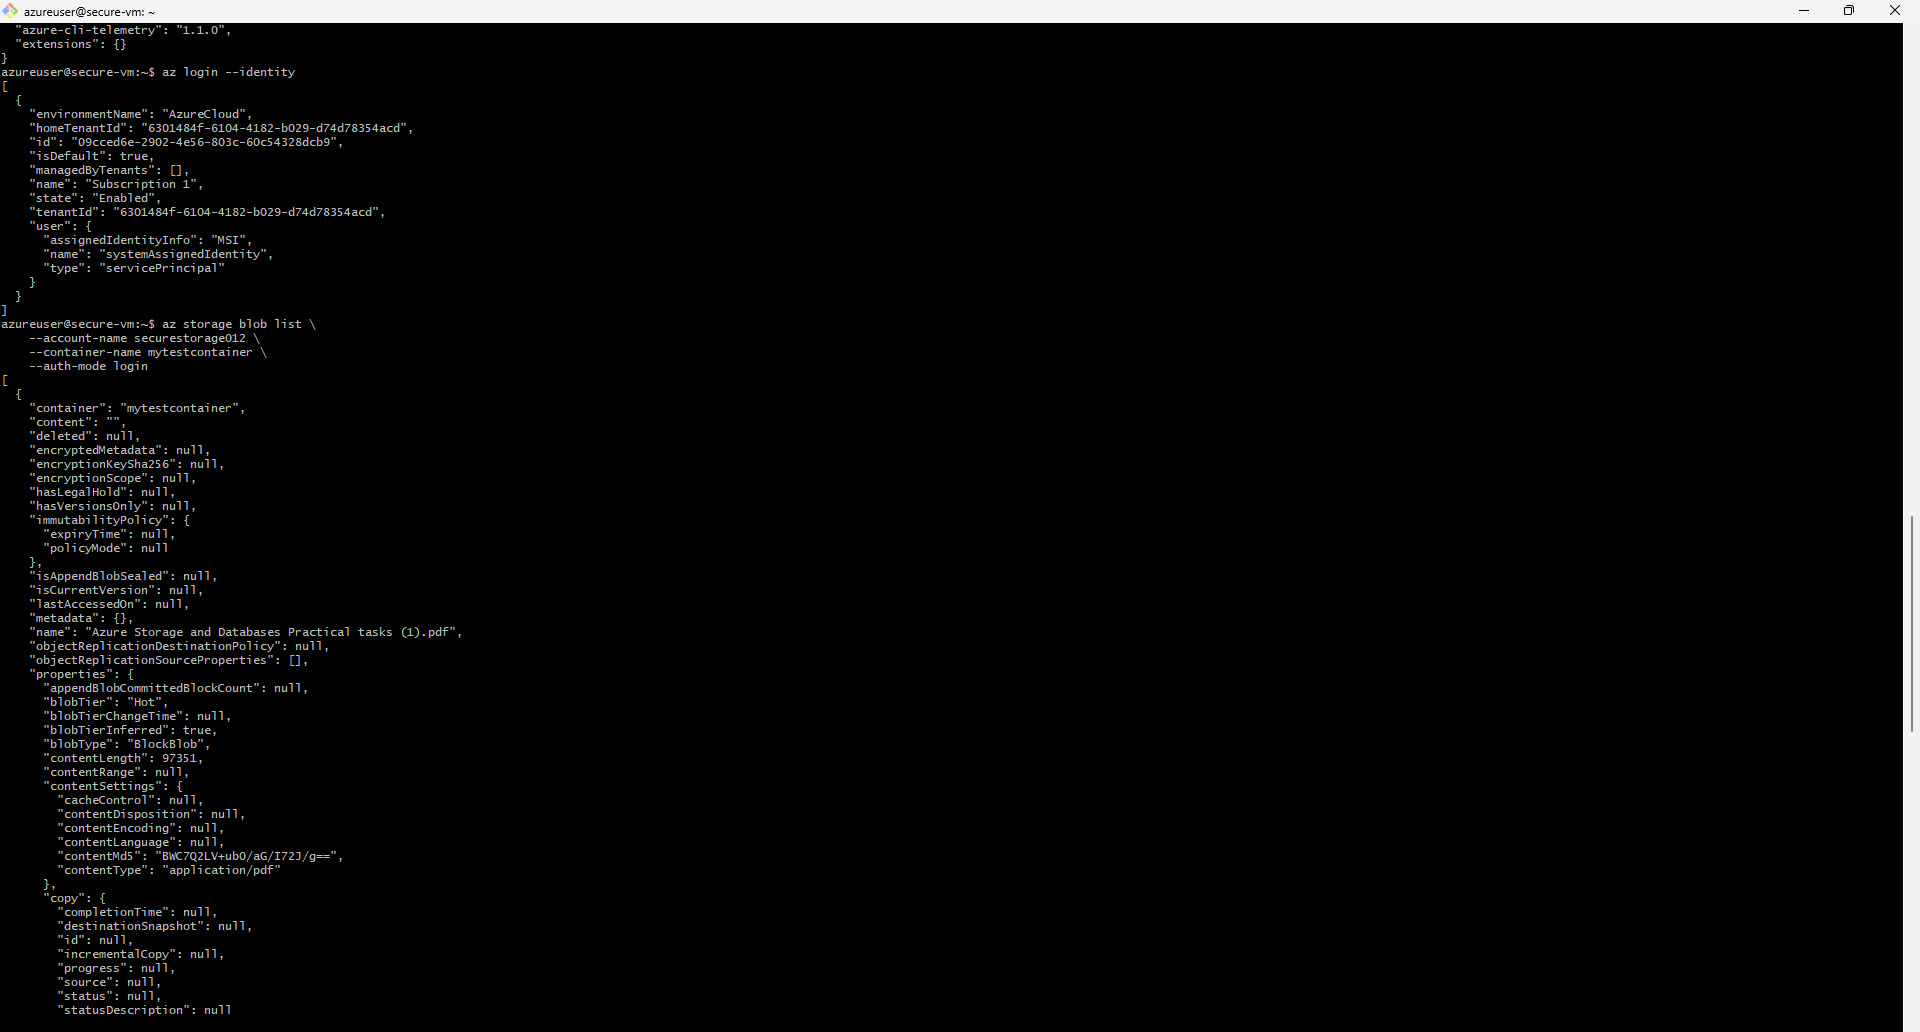 azureuser@secure-vm: ~
  "azure-cli-telemetry": "1.1.0",
  "extensions": {}
}
azureuser@secure-vm:~$ az login --identity
[
  {
    "environmentName": "AzureCloud",
    "homeTenantId": "6301484f-6104-4182-b029-d74d78354acd",
    "id": "09cced6e-2902-4e56-803c-60c54328dcb9",
    "isDefault": true,
    "managedByTenants": [],
    "name": "Subscription 1",
    "state": "Enabled",
    "tenantId": "6301484f-6104-4182-b029-d74d78354acd",
    "user": {
      "assignedIdentityInfo": "MSI",
      "name": "systemAssignedIdentity",
      "type": "servicePrincipal"
    }
  }
]
azureuser@secure-vm:~$ az storage blob list \
    --account-name securestorage012 \
    --container-name mytestcontainer \
    --auth-mode login
[
  {
    "container": "mytestcontainer",
    "content": "",
    "deleted": null,
    "encryptedMetadata": null,
    "encryptionKeySha256": null,
    "encryptionScope": null,
    "hasLegalHold": null,
    "hasVersionsOnly": null,
    "immutabilityPolicy": {
      "expiryTime": null,
      "policyMode": null
    },
    "isAppendBlobSealed": null,
    "isCurrentVersion": null,
    "lastAccessedOn": null,
    "metadata": {},
    "name": "Azure Storage and Databases Practical tasks (1).pdf",
    "objectReplicationDestinationPolicy": null,
    "objectReplicationSourceProperties": [],
    "properties": {
      "appendBlobCommittedBlockCount": null,
      "blobTier": "Hot",
      "blobTierChangeTime": null,
      "blobTierInferred": true,
      "blobType": "BlockBlob",
      "contentLength": 97351,
      "contentRange": null,
      "contentSettings": {
        "cacheControl": null,
        "contentDisposition": null,
        "contentEncoding": null,
        "contentLanguage": null,
        "contentMd5": "BWC7Q2LV+ubO/aG/I72J/g==",
        "contentType": "application/pdf"
      },
      "copy": {
        "completionTime": null,
        "destinationSnapshot": null,
        "id": null,
        "incrementalCopy": null,
        "progress": null,
        "source": null,
        "status": null,
        "statusDescription": null